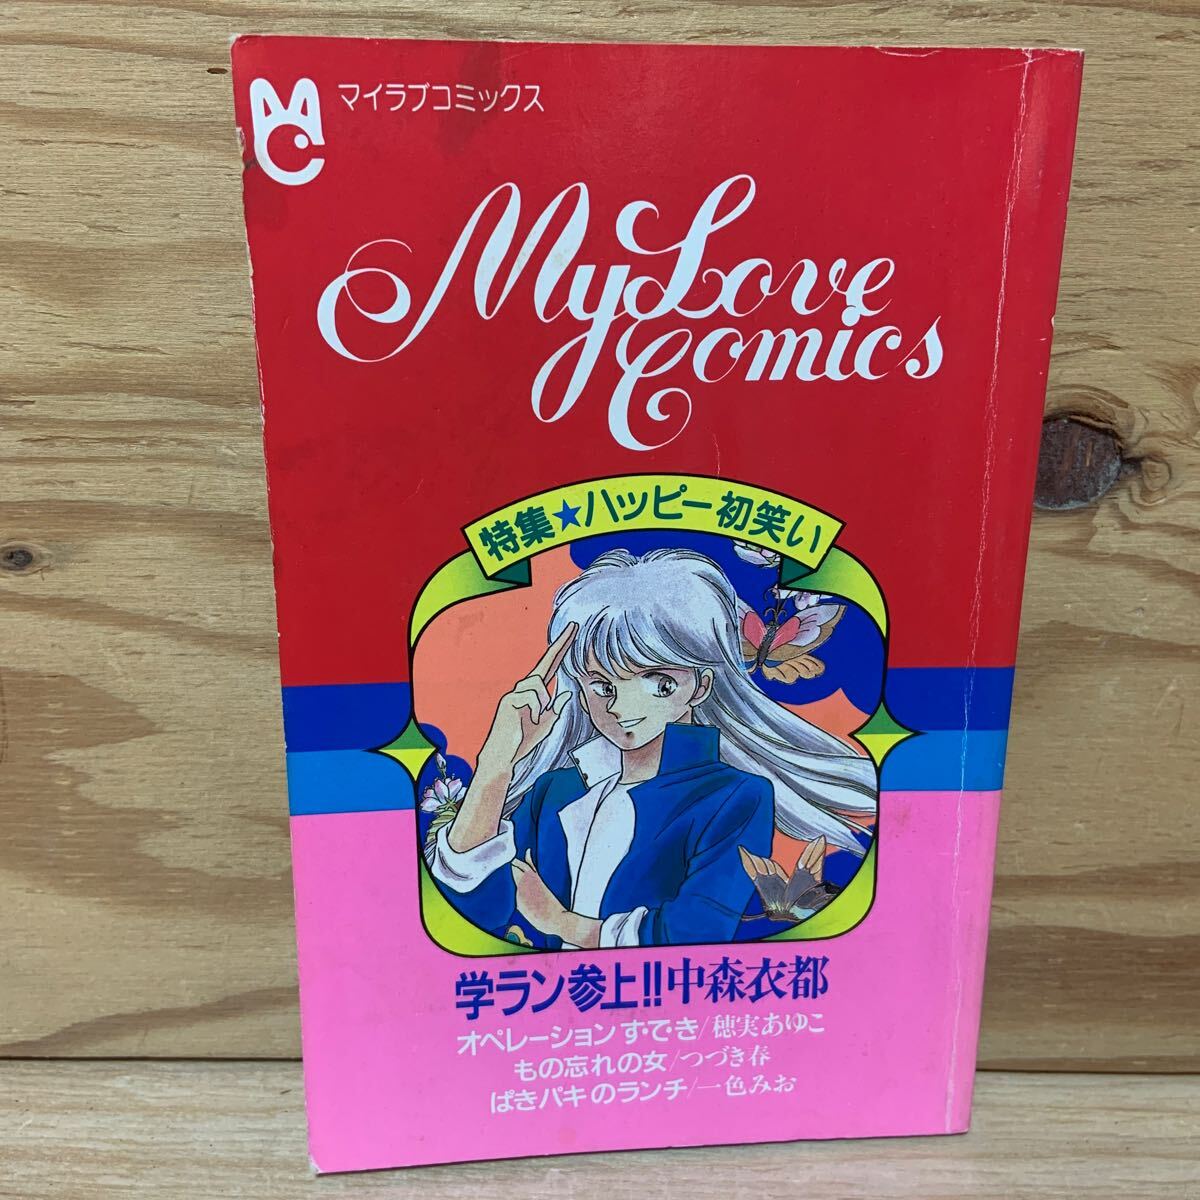 MC
マイラブコミックス
My Love
Comics
特集★ハッピー初笑い
学ラン参上!!中森衣都
オペレーションす・て・き/穂実あゆこ
もの忘れの女/つづき春
ぱきパキのランチ/一色みお